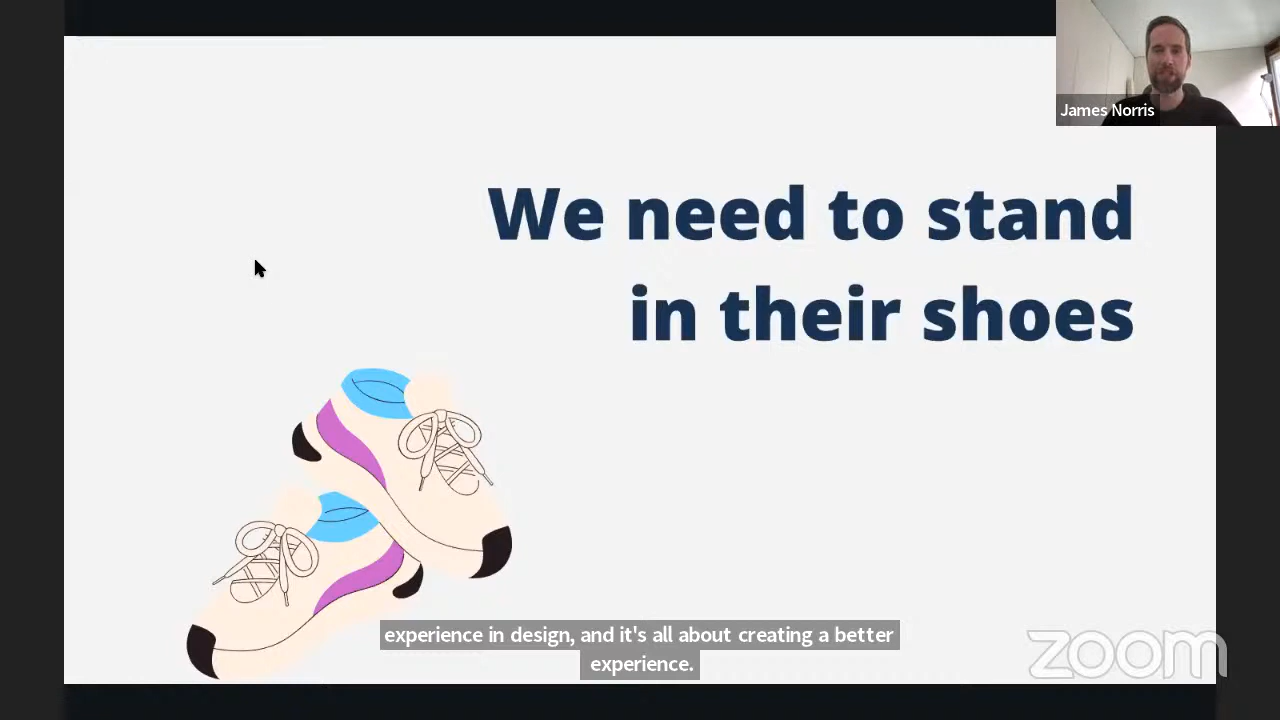 James Norris
We need to stand
in their shoes
experience in design, and it's all about creating a better
experience.
zoom